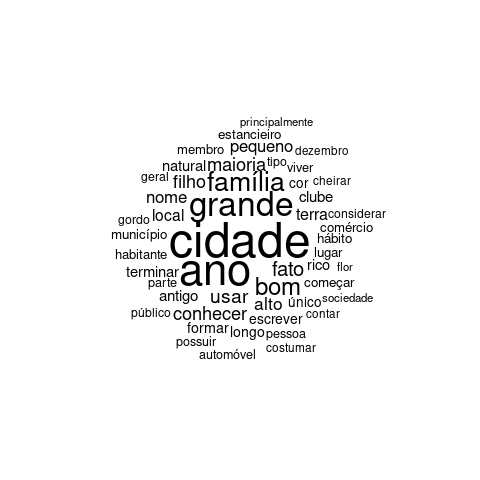 principalmente
estancieiro
membro pequeno dezembro
natural maioria tipo viver
geral filho família cor cheirar
nome grande clube
gordo local terra considerar
município cidade comércio
hábito
habitante lugar
terminar ano fato rico flor
parte bom começar
antigo usar alto único sociedade
público conhecer escrever contar
formar longo pessoa
possuir costumar
automóvel